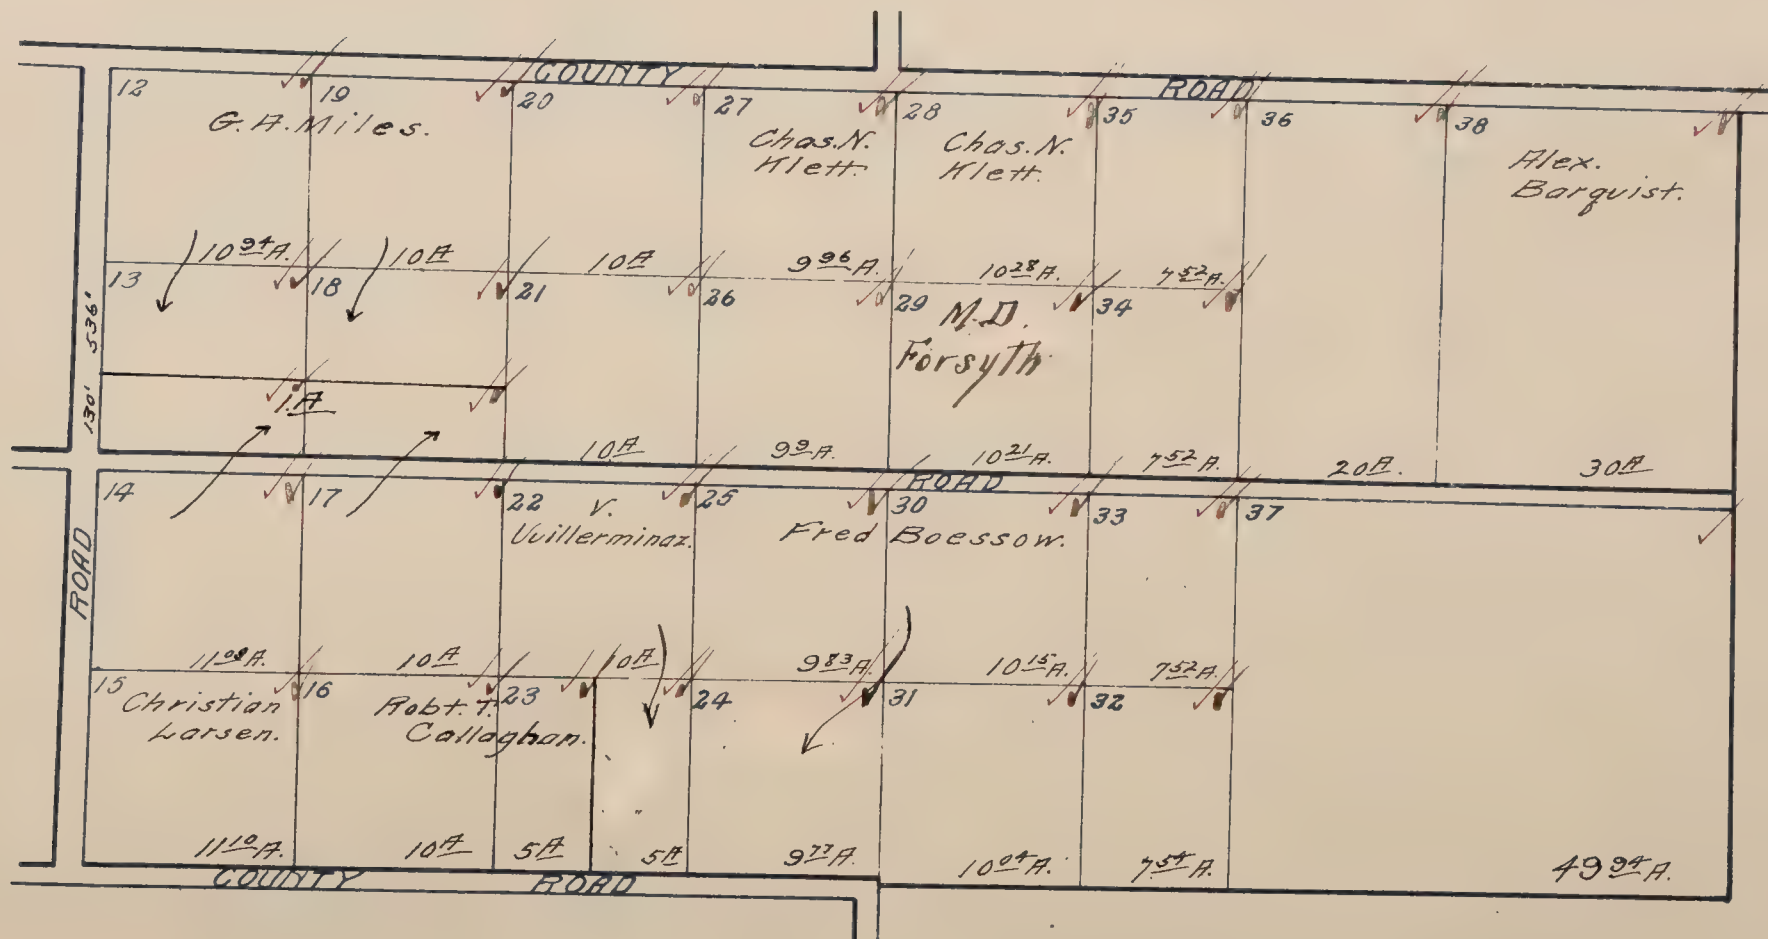 COUNTY ROAD
12 19 20 27 28 35 36 38
G. A. Miles.
Chas. N.
Klett.
Chas. N.
Klett.
Alex.
Barquist.
10 94 A. 10 A 10 A 9 96 A. 10 28 A. 7 52 A.
13 18 21 26 29 34
M. D.
Forsyth
536'
130'
1. A
10 A 9 9 A. 10 21 A. 7 52 A. 20 A. 30 A
ROAD
14 17 22 25 30 33 37
V.
Vuillerminaz.
Fred Boessow.
ROAD
11 08 A. 10 A 10 A 9 83 A 10 15 A. 7 52 A.
15 16 23 24 31 32
Christian
Larsen.
Robt. T.
Callaghan.
11 10 A. 10 A 5 A 5 A 9 77 A. 10 04 A. 7 54 A. 49 94 A.
COUNTY ROAD